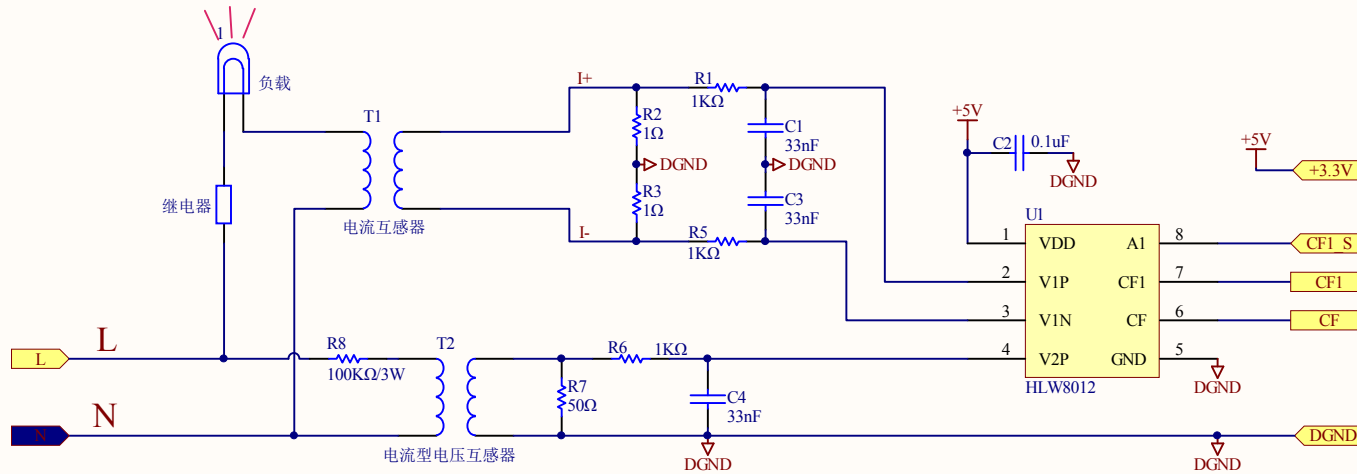 1
负载
继电器
T1
电流互感器
I+
I-
R1
1KΩ
R2
1Ω
DGND
R3
1Ω
R5
1KΩ
C1
33nF
DGND
C3
33nF
+5V
C2
0.1uF
DGND
+5V
+3.3V
U1
1 VDD A1 8
2 V1P CF1 7
3 V1N CF 6
4 V2P GND 5
HLW8012
CF1_S
CF1
CF
DGND
L
L
N
N
R8
100KΩ/3W
T2
电流型电压互感器
R7
50Ω
R6
1KΩ
C4
33nF
DGND
DGND
DGND